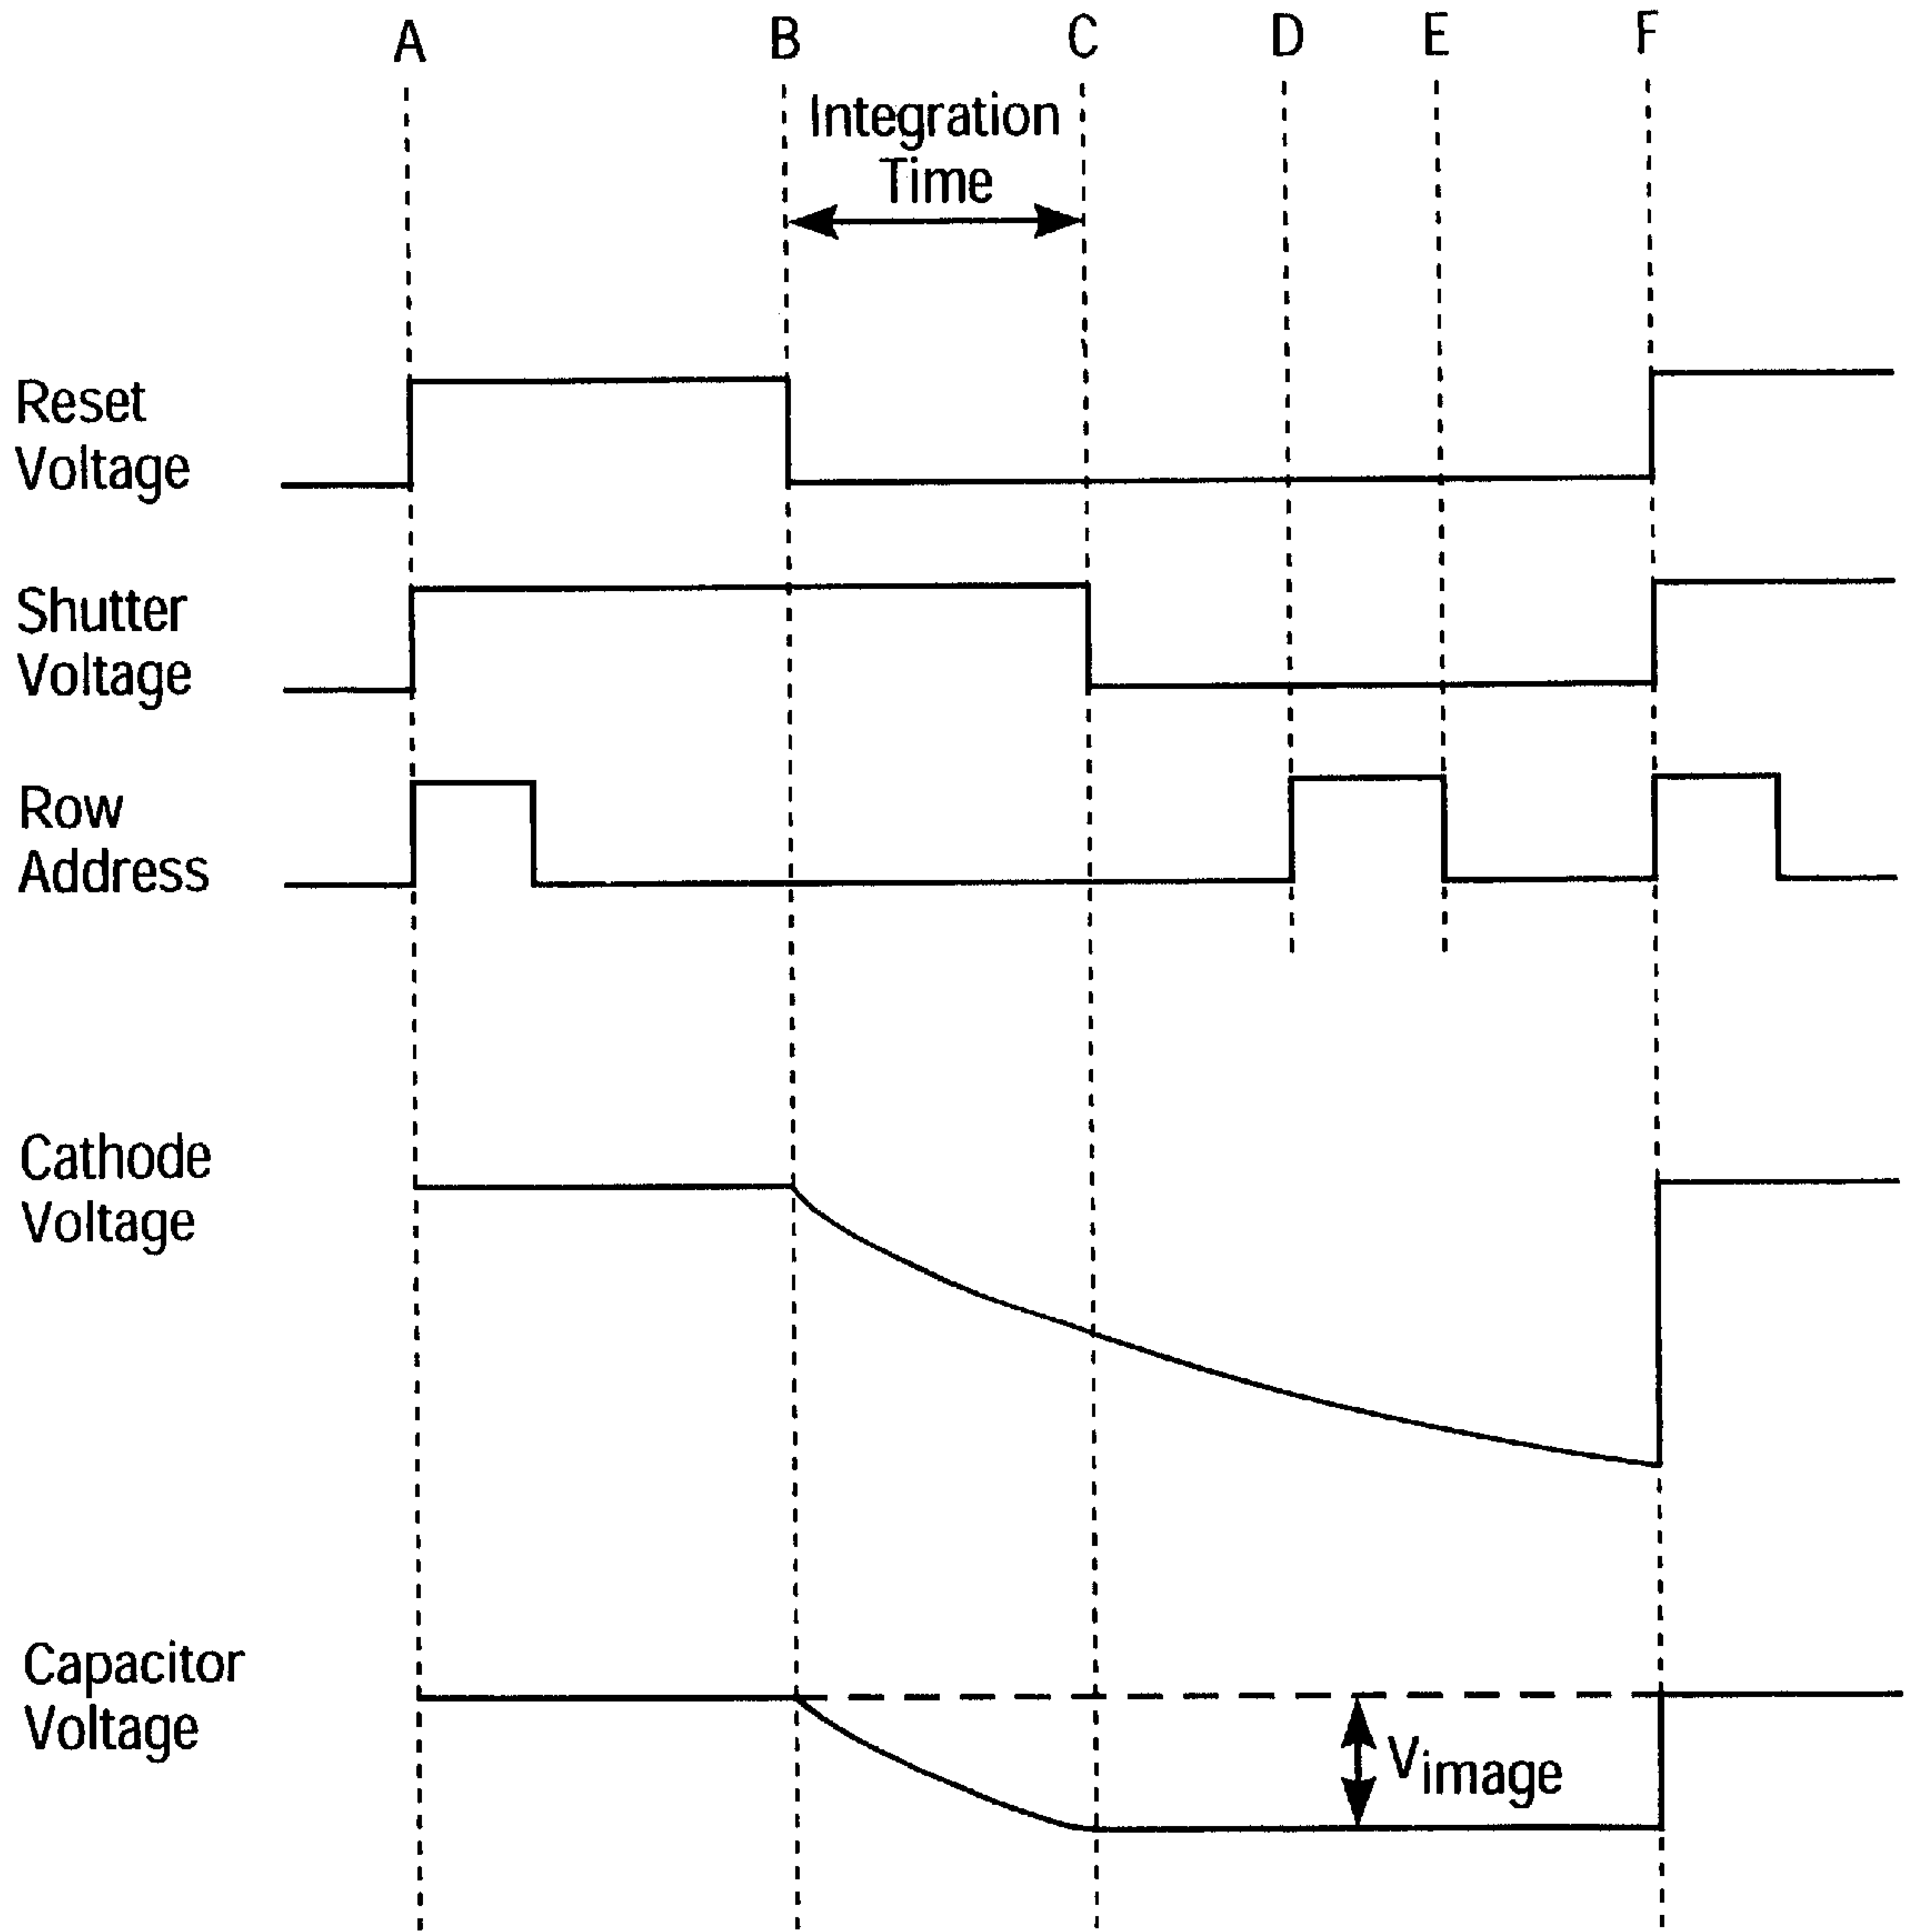 A B C D E F
Integration
Time
Reset
Voltage
Shutter
Voltage
Row
Address
Cathode
Voltage
Capacitor
Voltage
Vimage